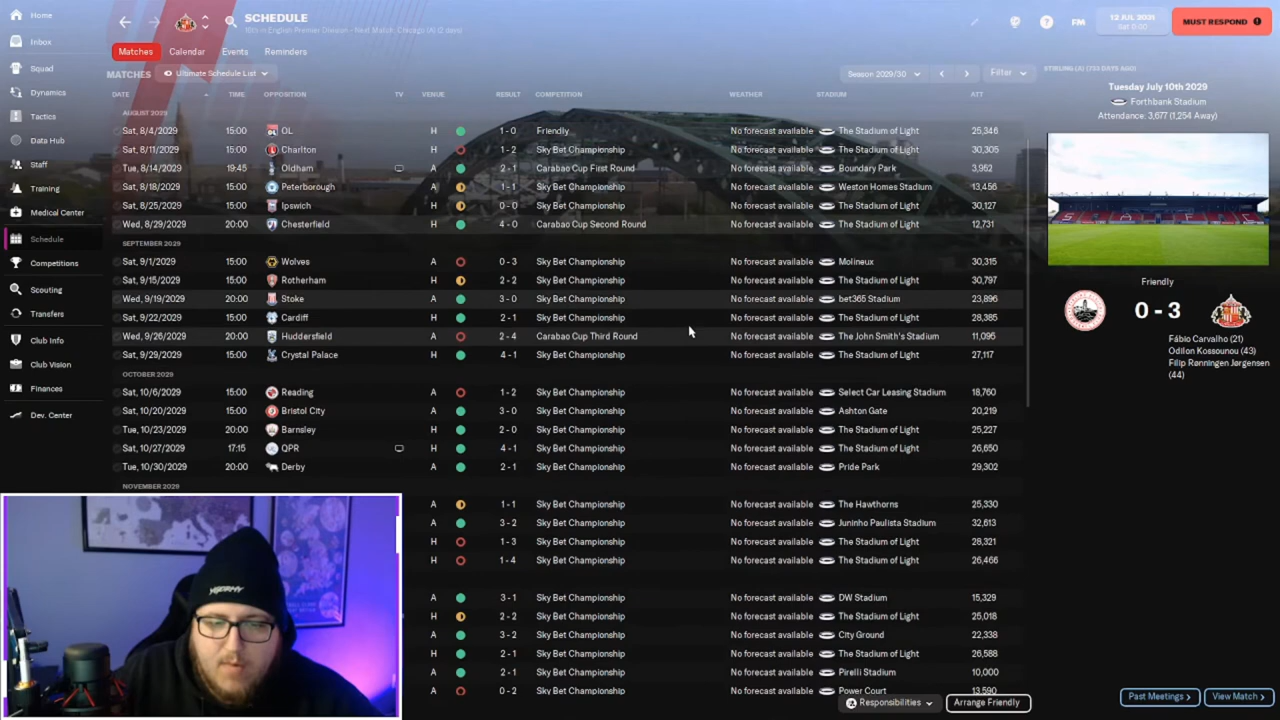 Home
Inbox
Squad
Dynamics
Tactics
Data Hub
Staff
Training
Medical Center
Schedule
Competitions
Scouting
Transfers
Club Info
Club Vision
Finances
Dev. Center
SCHEDULE
FM
12 JUL 2031
Sat 0:00
MUST RESPOND
Matches Calendar Events Reminders
MATCHES Ultimate Schedule List Season 2029/30 Filter
DATE TIME OPPOSITION TV VENUE RESULT COMPETITION WEATHER STADIUM ATT
AUGUST 2029
Sat, 8/4/2029 15:00 OL H 1 - 0 Friendly No forecast available The Stadium of Light 25,346
Sat, 8/11/2029 15:00 Charlton H 1 - 2 Sky Bet Championship No forecast available The Stadium of Light 30,305
Tue, 8/14/2029 19:45 Oldham A 2 - 1 Carabao Cup First Round No forecast available Boundary Park 3,952
Sat, 8/18/2029 15:00 Peterborough A 1 - 1 Sky Bet Championship No forecast available Weston Homes Stadium 13,456
Sat, 8/25/2029 15:00 Ipswich H 0 - 0 Sky Bet Championship No forecast available The Stadium of Light 30,127
Wed, 8/29/2029 20:00 Chesterfield H 4 - 0 Carabao Cup Second Round No forecast available The Stadium of Light 12,731
SEPTEMBER 2029
Sat, 9/1/2029 15:00 Wolves A 0 - 3 Sky Bet Championship No forecast available Molineux 30,315
Sat, 9/15/2029 15:00 Rotherham H 2 - 2 Sky Bet Championship No forecast available The Stadium of Light 30,797
Wed, 9/19/2029 20:00 Stoke A 3 - 0 Sky Bet Championship No forecast available bet365 Stadium 23,896
Sat, 9/22/2029 15:00 Cardiff H 2 - 1 Sky Bet Championship No forecast available The Stadium of Light 28,385
Wed, 9/26/2029 20:00 Huddersfield A 2 - 4 Carabao Cup Third Round No forecast available The John Smith's Stadium 11,095
Sat, 9/29/2029 15:00 Crystal Palace H 4 - 1 Sky Bet Championship No forecast available The Stadium of Light 27,117
OCTOBER 2029
Sat, 10/6/2029 15:00 Reading A 1 - 2 Sky Bet Championship No forecast available Select Car Leasing Stadium 18,760
Sat, 10/20/2029 15:00 Bristol City A 3 - 0 Sky Bet Championship No forecast available Ashton Gate 20,219
Tue, 10/23/2029 20:00 Barnsley H 2 - 0 Sky Bet Championship No forecast available The Stadium of Light 25,227
Sat, 10/27/2029 17:15 QPR H 4 - 1 Sky Bet Championship No forecast available The Stadium of Light 26,650
Tue, 10/30/2029 20:00 Derby A 2 - 1 Sky Bet Championship No forecast available Pride Park 29,302
NOVEMBER 2029
A 1 - 1 Sky Bet Championship No forecast available The Hawthorns 25,330
A 3 - 2 Sky Bet Championship No forecast available Juninho Paulista Stadium 32,613
H 1 - 3 Sky Bet Championship No forecast available The Stadium of Light 28,321
H 1 - 4 Sky Bet Championship No forecast available The Stadium of Light 26,466
A 3 - 1 Sky Bet Championship No forecast available DW Stadium 15,329
H 2 - 2 Sky Bet Championship No forecast available The Stadium of Light 25,018
A 3 - 2 Sky Bet Championship No forecast available City Ground 22,338
H 2 - 1 Sky Bet Championship No forecast available The Stadium of Light 26,588
A 2 - 1 Sky Bet Championship No forecast available Pirelli Stadium 10,000
A 0 - 2 Sky Bet Championship No forecast available Power Court 13,590
Responsibilities Arrange Friendly
STIRLING (A) (733 DAYS AGO)
Tuesday July 10th 2029
Forthbank Stadium
Attendance: 3,677 (1,254 Away)
Friendly
0 - 3
Fábio Carvalho (21)
Odilon Kossounou (43)
Filip Rønningen Jørgensen
(44)
Past Meetings > View Match >